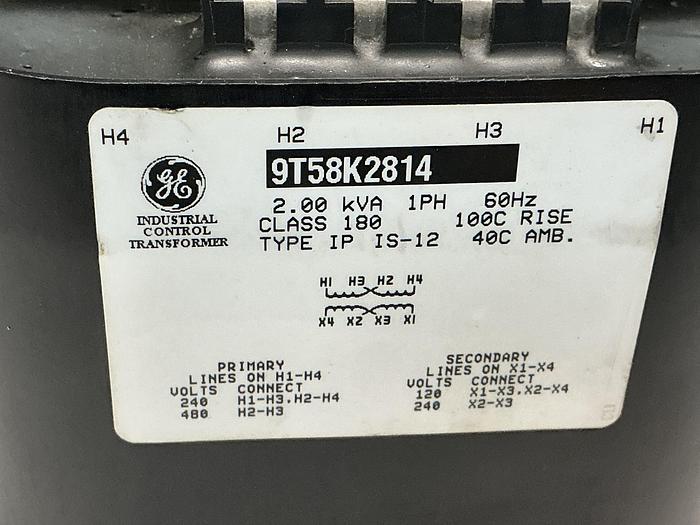 H4 H2 H3 H1
9T58K2814
GE
INDUSTRIAL
CONTROL
TRANSFORMER
2.00 kVA 1PH 60Hz
CLASS 180 100C RISE
TYPE IP IS-12 40C AMB.
H1 H3 H2 H4
X4 X2 X3 X1
PRIMARY
LINES ON H1-H4
VOLTS CONNECT
240 H1-H3.H2-H4
480 H2-H3
SECONDARY
LINES ON X1-X4
VOLTS CONNECT
120 X1-X3.X2-X4
240 X2-X3